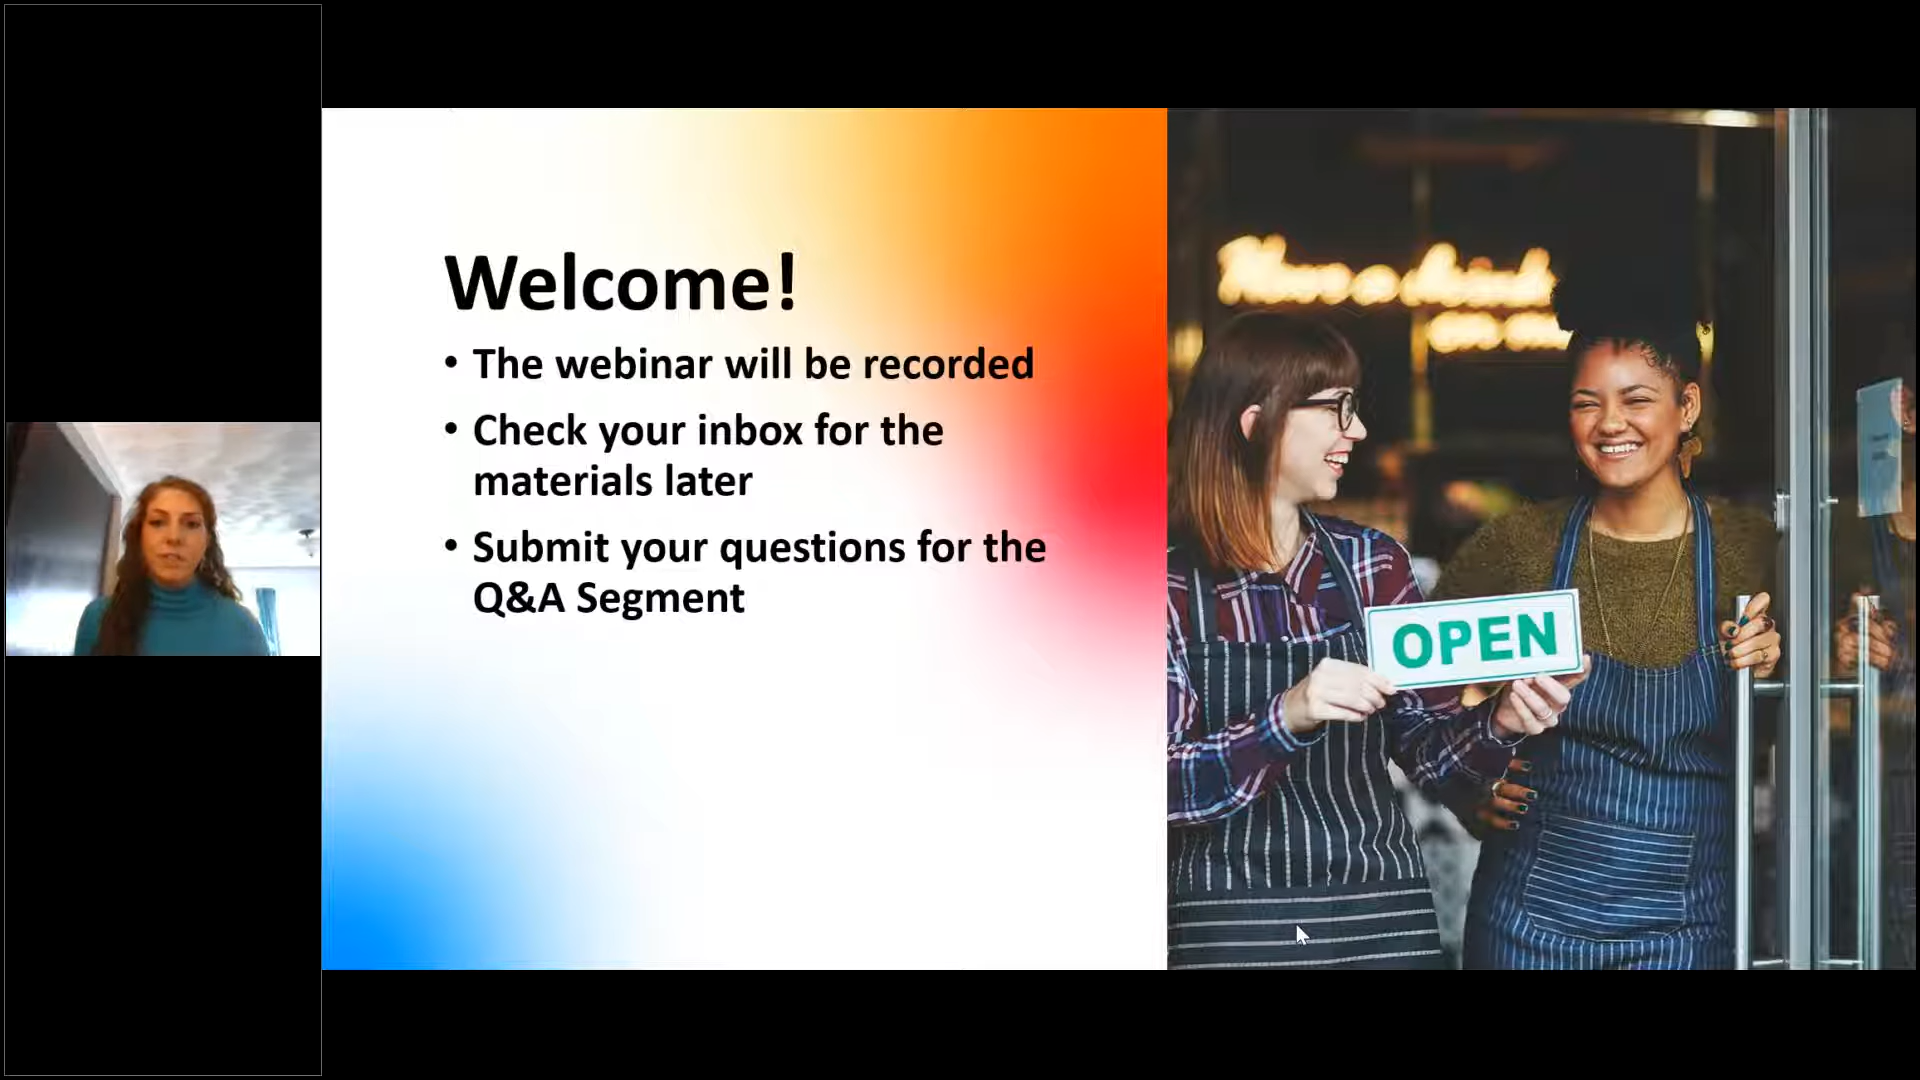 Welcome!
• The webinar will be recorded
• Check your inbox for the
materials later
• Submit your questions for the
Q&A Segment
OPEN